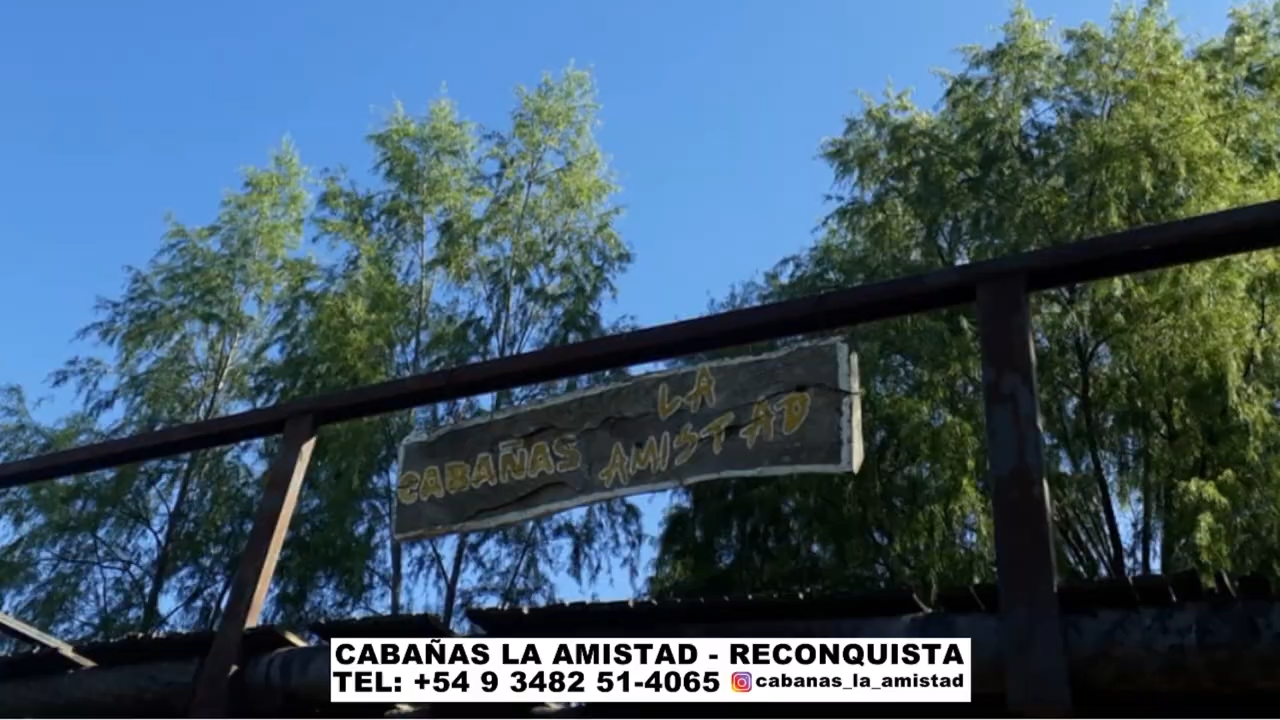 LA
CABAÑAS AMISTAD
CABAÑAS LA AMISTAD - RECONQUISTA
TEL: +54 9 3482 51-4065 cabanas_la_amistad